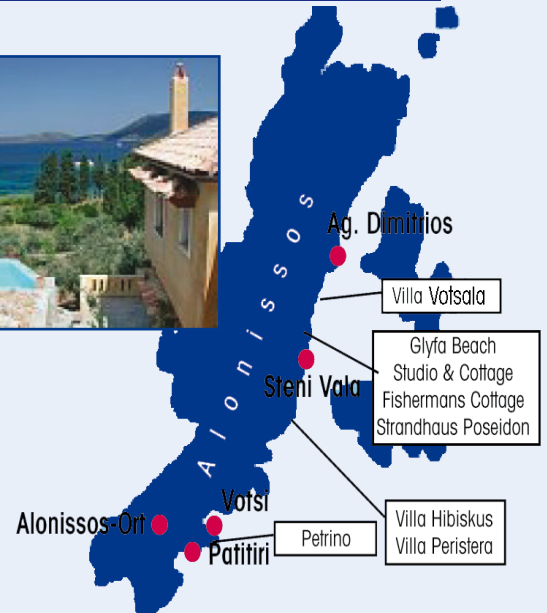 Ag. Dimitrios
Alonissos
Villa Votsala
Glyfa Beach
Studio & Cottage
Fishermans Cottage
Strandhaus Poseidon
Steni Vala
Votsi
Alonissos-Ort
Patitiri
Petrino
Villa Hibiskus
Villa Peristera